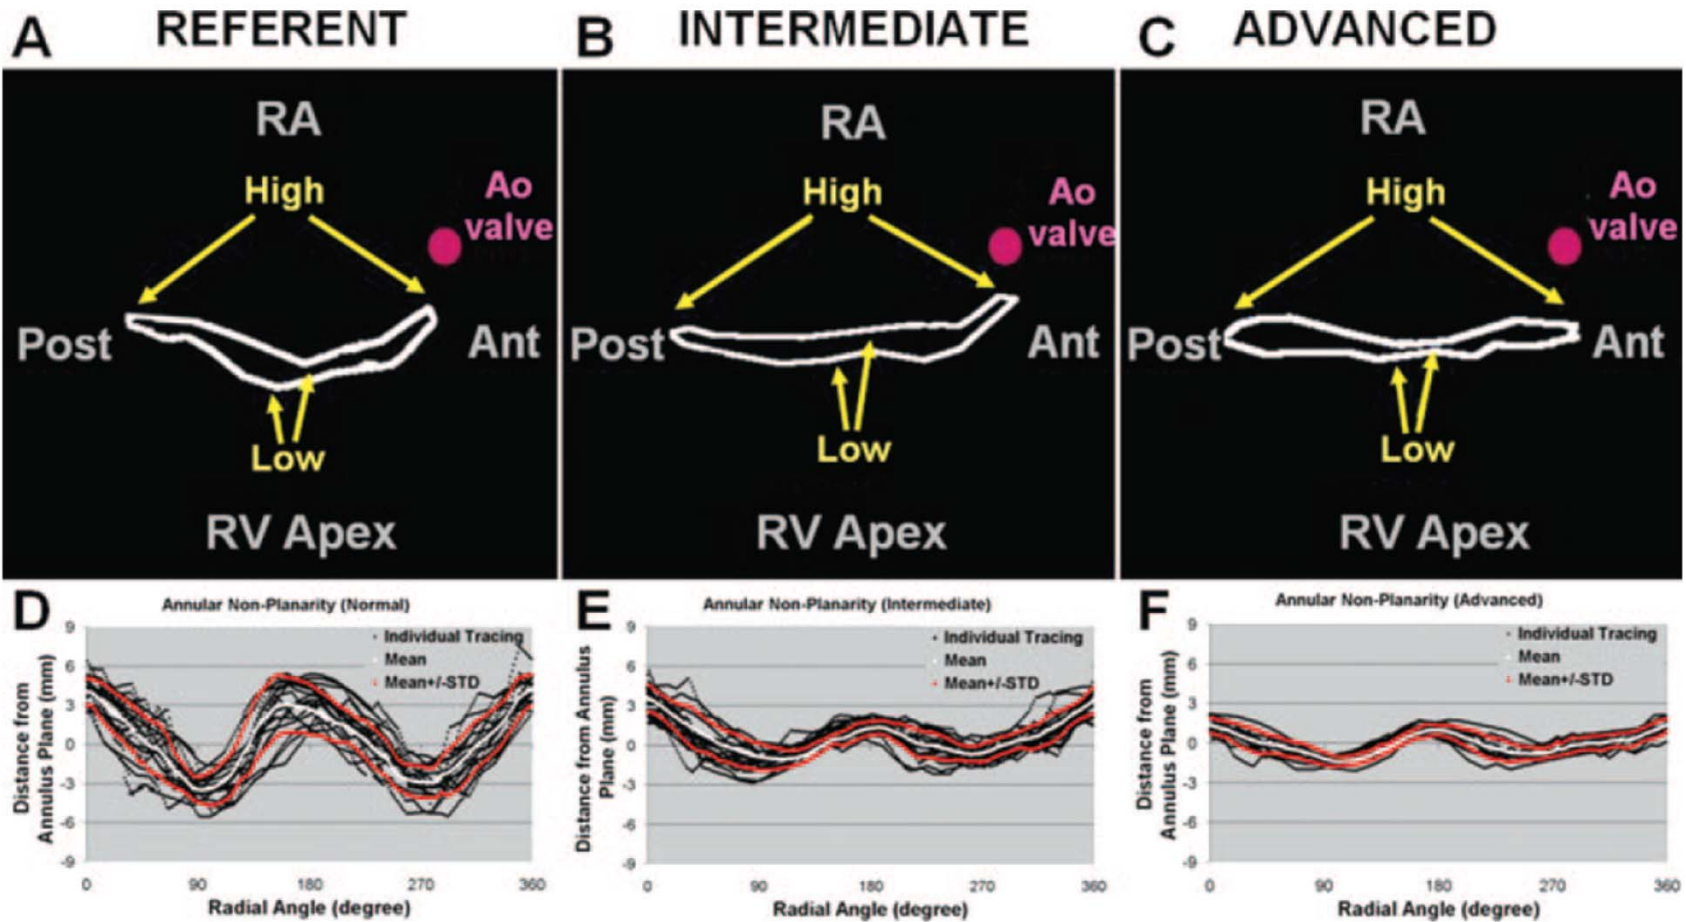 A REFERENT
RA
High
Ao
valve
Post
Ant
Low
RV Apex
B INTERMEDIATE
RA
High
Ao
valve
Post
Ant
Low
RV Apex
C ADVANCED
RA
High
Ao
valve
Post
Ant
Low
RV Apex
D
Annular Non-Planarity (Normal)
Individual Tracing
Mean
Mean+/-STD
Distance from
Annulus Plane (mm)
9
6
3
0
-3
-6
-9
0 90 180 270 360
Radial Angle (degree)
E
Annular Non-Planarity (Intermediate)
Individual Tracing
Mean
Mean+/-STD
Distance from Annulus
Plane (mm)
9
6
3
0
-3
-6
-9
0 90 180 270 360
Radial Angle (degree)
F
Annular Non-Planarity (Advanced)
Individual Tracing
Mean
Mean+/-STD
Distance from
Annulus Plane (mm)
9
6
3
0
-3
-6
-9
0 90 180 270 360
Radial Angle (degree)